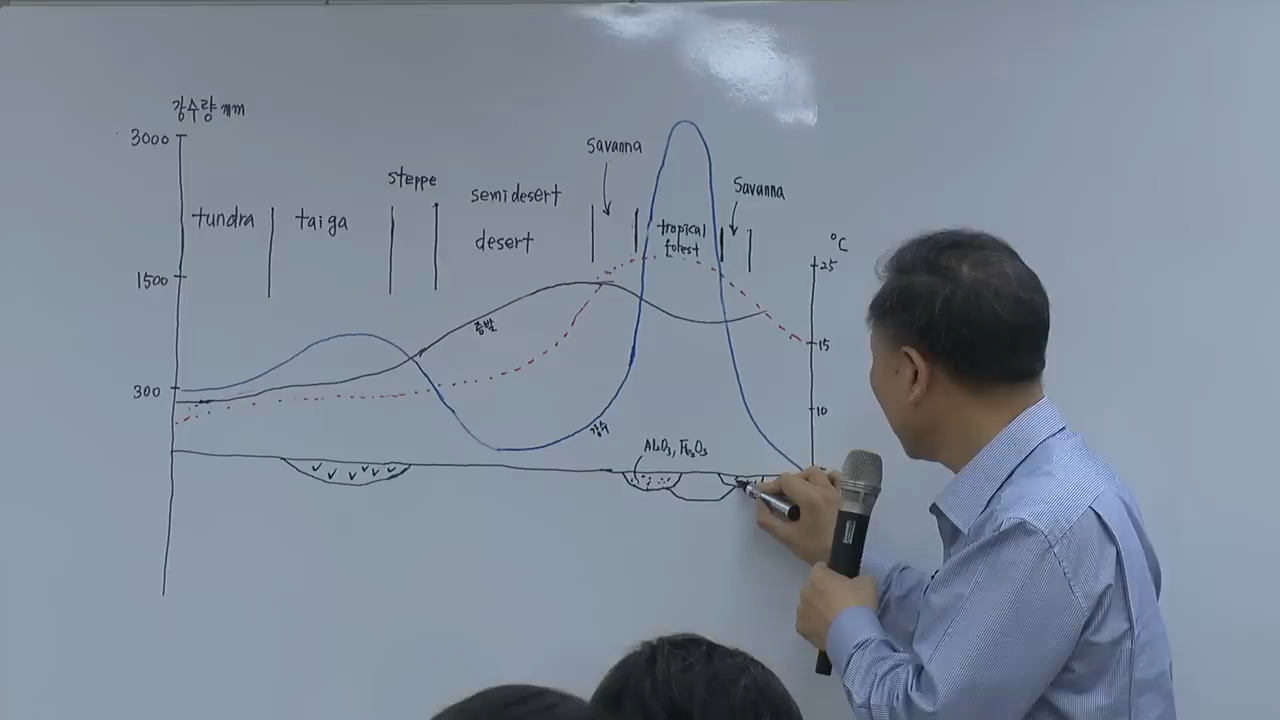 강수량 mm
3000
1500
300
tundra
taiga
steppe
semi desert
desert
savanna
tropical
forest
savanna
°C
25
15
10
증발
강수
Al₂O₃, Fe₂O₃